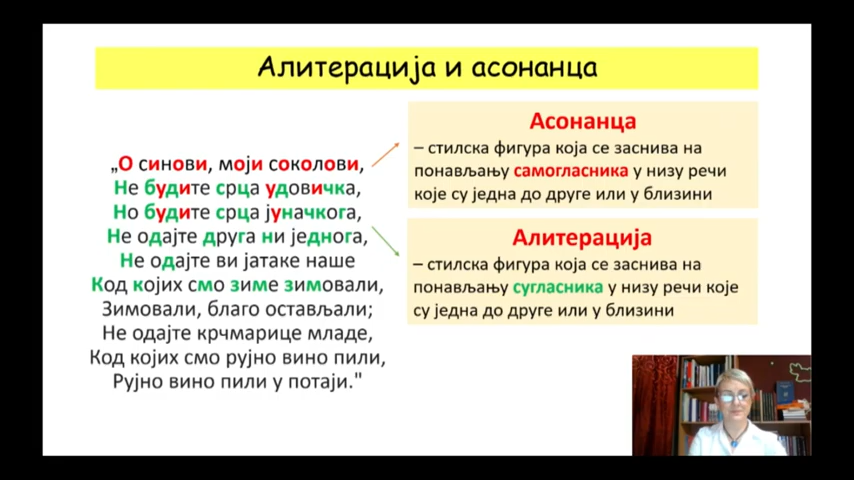 Алитерација и асонанца
„О синови, моји соколови,
Не будите срца удовичка,
Но будите срца јуначкога,
Не одајте друга ни једнога,
Не одајте ви јатаке наше
Код којих смо зиме зимовали,
Зимовали, благо остављали;
Не одајте крчмарице младе,
Код којих смо рујно вино пили,
Рујно вино пили у потаји."
Асонанца
– стилска фигура која се заснива на
понављању самогласника у низу речи
које су једна до друге или у близини
Алитерација
– стилска фигура која се заснива на
понављању сугласника у низу речи које
су једна до друге или у близини